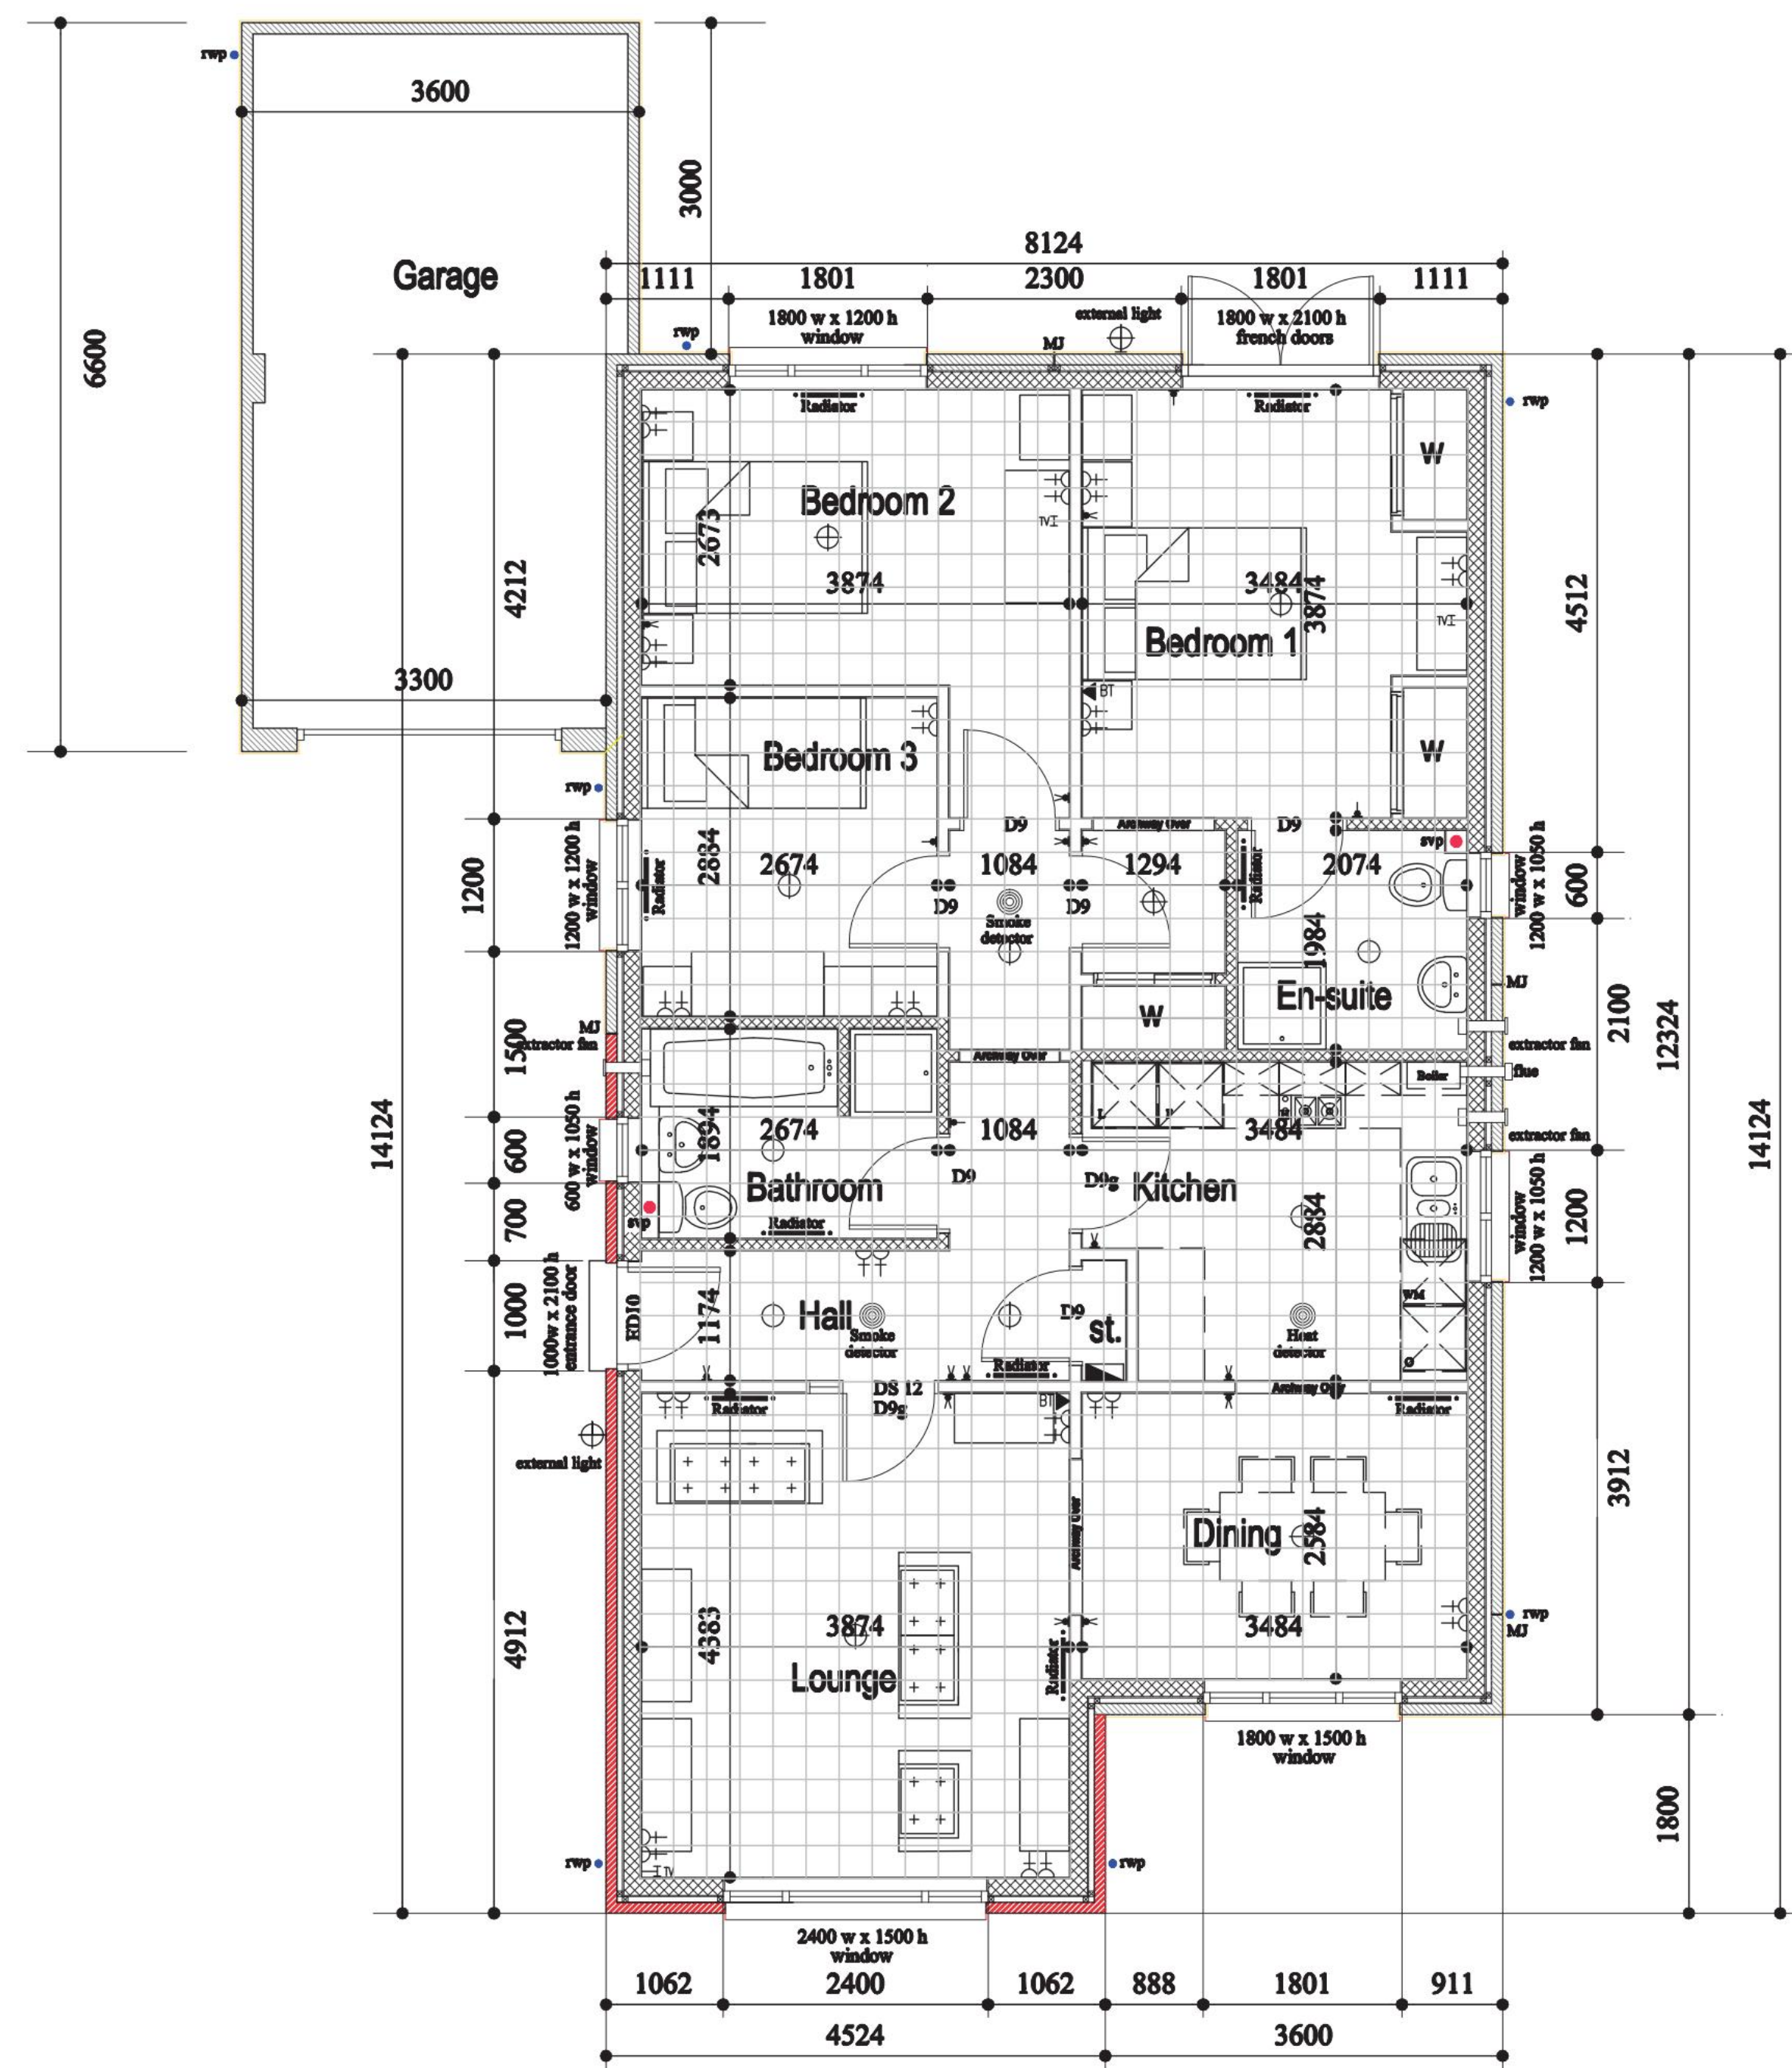 rwp
3600
3000
8124
Garage
1111
1801
2300
1801
1111
1800 w x 1200 h
window
external light
1800 w x 2100 h
french doors
rwp
MJ
6600
Radiator
Radiator
rwp
W
Bedroom 2
TV
2673
3874
3484
3874
4212
4512
TV
Bedroom 1
3300
BT
Bedroom 3
W
rwp
D9
Archway Over
D9
svp
1200 w x 1200 h
window
Radiator
2884
2674
1084
1294
Radiator
2074
window
1200 w x 1050 h
600
1200
D9
D9
Smoke
detector
1984
MJ
En-suite
W
2100
12324
1500
MJ
extractor fan
Archway Over
extractor fan
Boiler
flue
14124
600
600 w x 1050 h
window
1894
2674
1084
3484
extractor fan
14124
D9
D9g
Bathroom
Kitchen
700
svp
Radiator
2884
window
1200 w x 1050 h
1200
1000
1000w x 2100 h
entrance door
ED10
1174
Hall
Smoke
detector
D9
st.
Heat
detector
WM
Radiator
DS 12
D9g
Archway Over
Radiator
BT
Radiator
external light
3912
Archway Over
Dining
2584
4912
4383
3874
3484
rwp
MJ
Lounge
Radiator
1800 w x 1500 h
window
1800
rwp
TV
rwp
2400 w x 1500 h
window
1062
2400
1062
888
1801
911
4524
3600